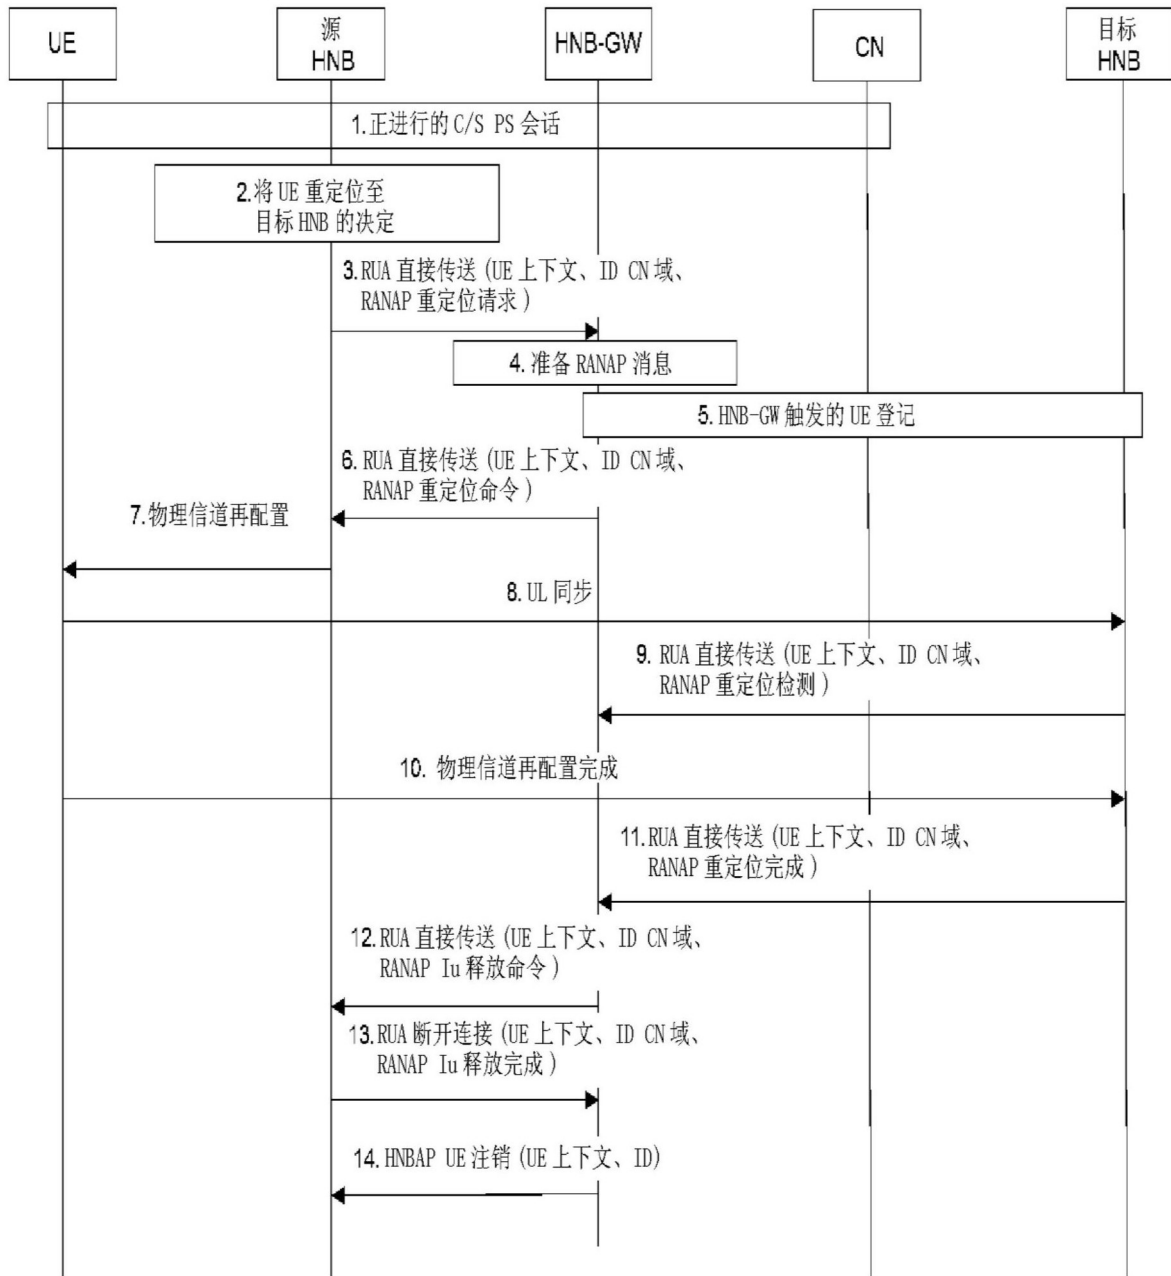 UE
源
HNB
HNB-GW
CN
目标
HNB
1.正进行的 C/S PS 会话
2.将 UE 重定位至
目标 HNB 的决定
3.RUA 直接传送 (UE 上下文、ID CN 域、
RANAP 重定位请求)
4. 准备 RANAP 消息
5.HNB-GW 触发的 UE 登记
6. RUA 直接传送 (UE 上下文、ID CN 域、
RANAP 重定位命令)
7.物理信道再配置
8.UL 同步
9. RUA 直接传送 (UE 上下文、ID CN 域、
RANAP 重定位检测)
10. 物理信道再配置完成
11.RUA 直接传送 (UE 上下文、ID CN 域、
RANAP 重定位完成)
12.RUA 直接传送 (UE 上下文、ID CN 域、
RANAP Iu 释放命令)
13.RUA 断开连接 (UE 上下文、ID CN 域、
RANAP Iu 释放完成)
14.HNBAP UE 注销 (UE 上下文、ID)